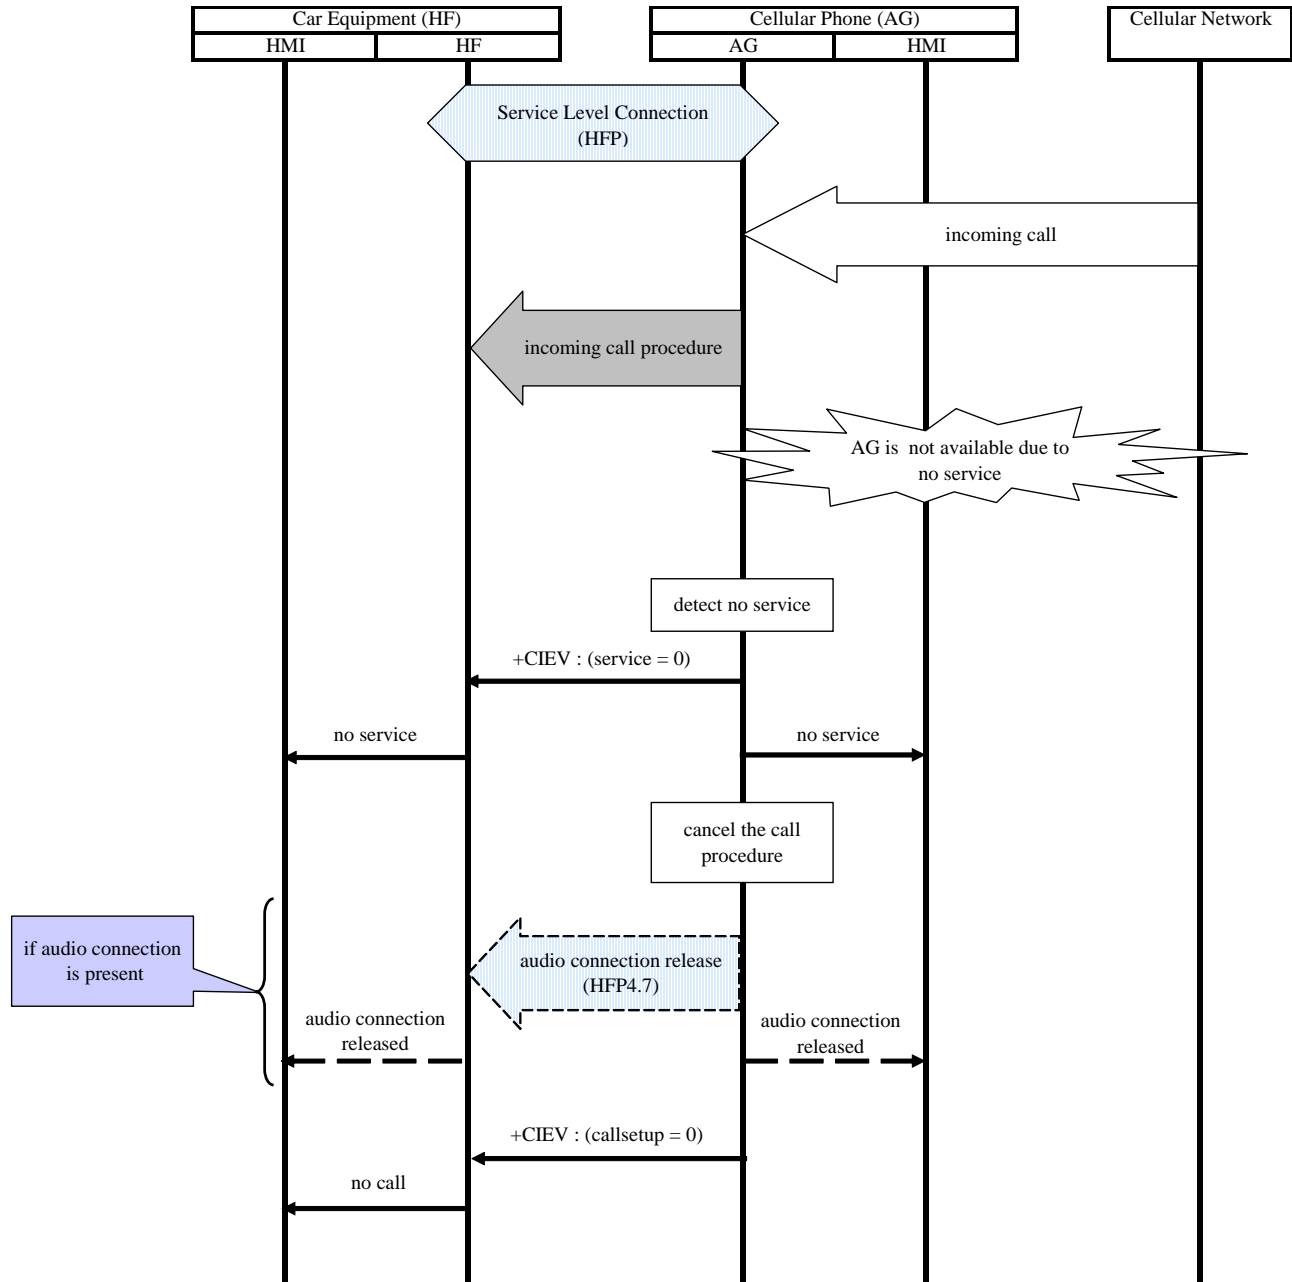 Car Equipment (HF)
Cellular Phone (AG)
Cellular Network
HMI
HF
AG
HMI
Service Level Connection
(HFP)
incoming call
incoming call procedure
AG is  not available due to
no service
detect no service
+CIEV : (service = 0)
no service
no service
cancel the call
procedure
if audio connection
is present
audio connection release
(HFP4.7)
audio connection
released
audio connection
released
+CIEV : (callsetup = 0)
no call